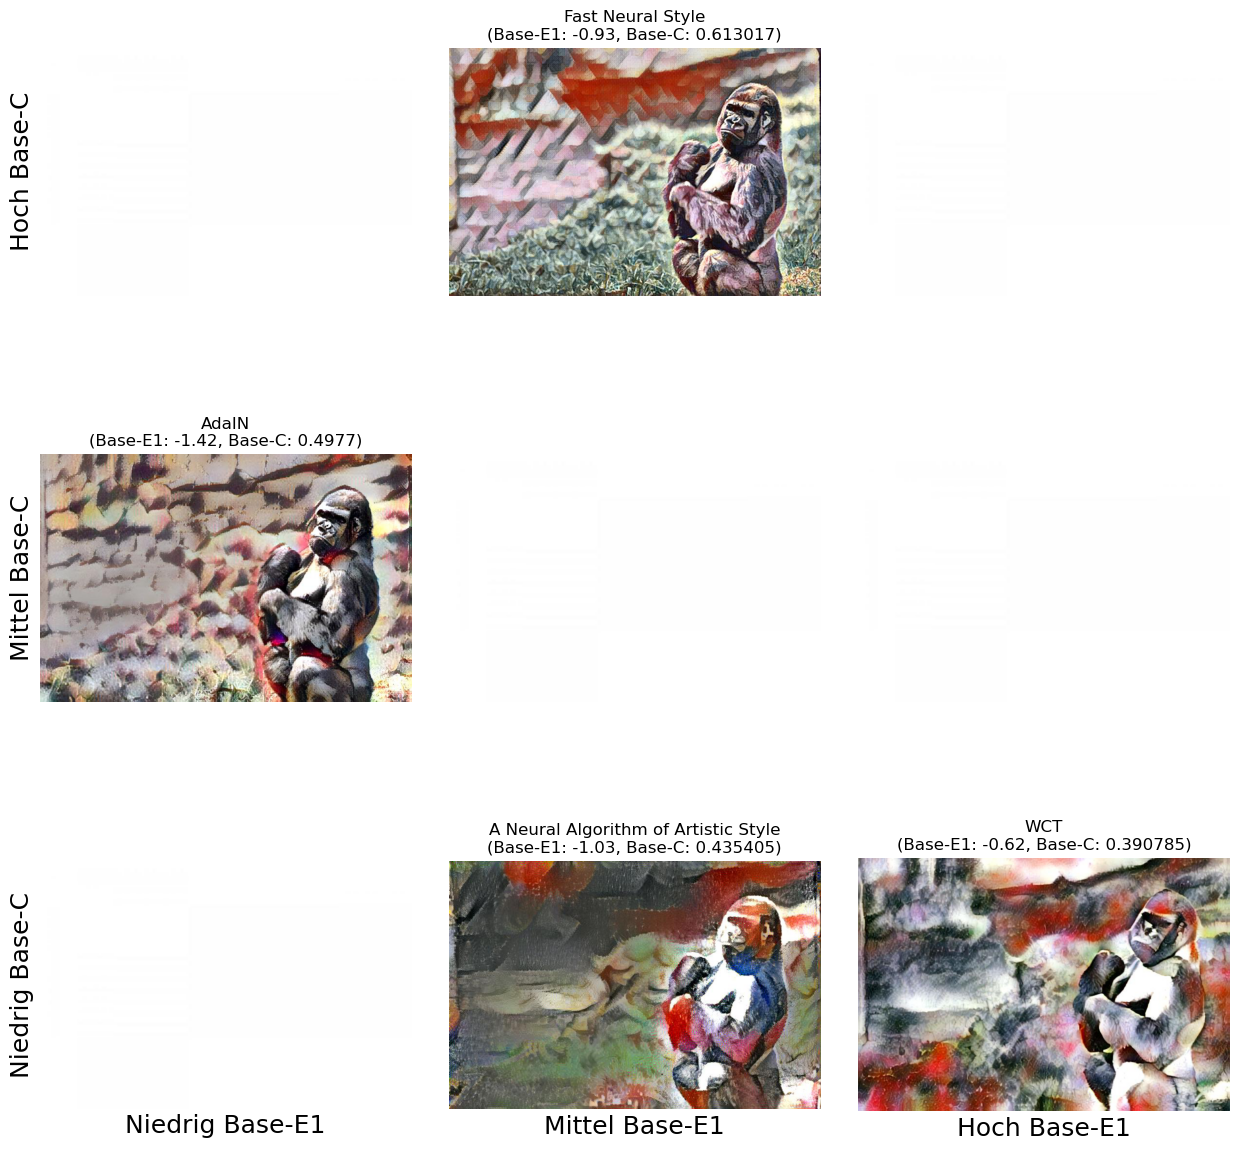 Fast Neural Style
(Base-E1: -0.93, Base-C: 0.613017)
Hoch Base-C
AdaIN
(Base-E1: -1.42, Base-C: 0.4977)
Mittel Base-C
A Neural Algorithm of Artistic Style
(Base-E1: -1.03, Base-C: 0.435405)
WCT
(Base-E1: -0.62, Base-C: 0.390785)
Niedrig Base-C
Niedrig Base-E1
Mittel Base-E1
Hoch Base-E1